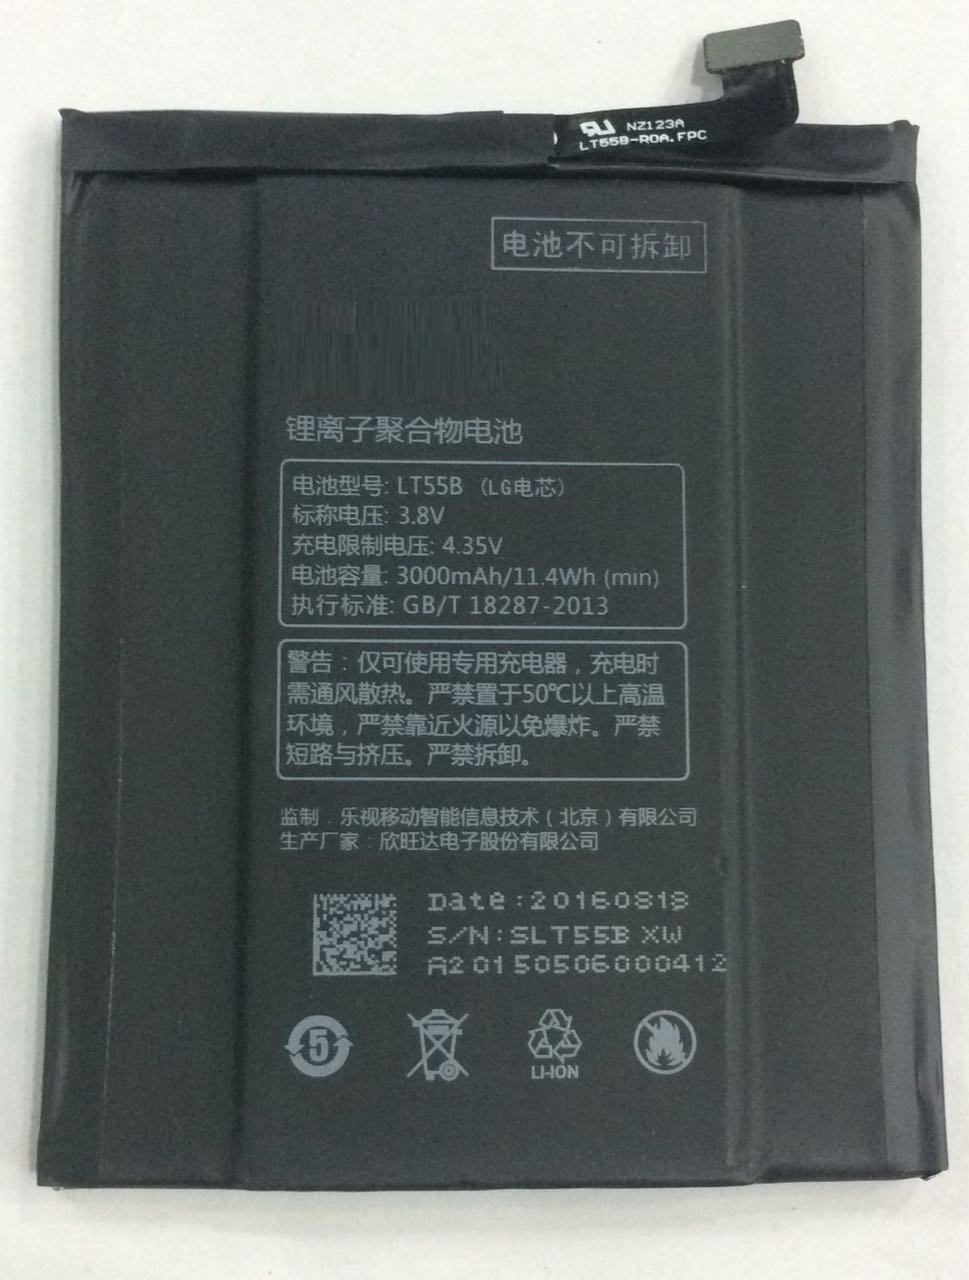 NZ123A
LT55B-ROA.FPC
电池不可拆卸
锂离子聚合物电池
电池型号: LT55B （LG电芯）
标称电压: 3.8V
充电限制电压: 4.35V
电池容量: 3000mAh/11.4Wh (min)
执行标准: GB/T 18287-2013
警告：仅可使用专用充电器，充电时
需通风散热。严禁置于50℃以上高温
环境，严禁靠近火源以免爆炸。严禁
短路与挤压。严禁拆卸。
监制：乐视移动智能信息技术（北京）有限公司
生产厂家：欣旺达电子股份有限公司
Date:20160818
S/N:SLT55B XW
A20150506000412
5
LI-ION